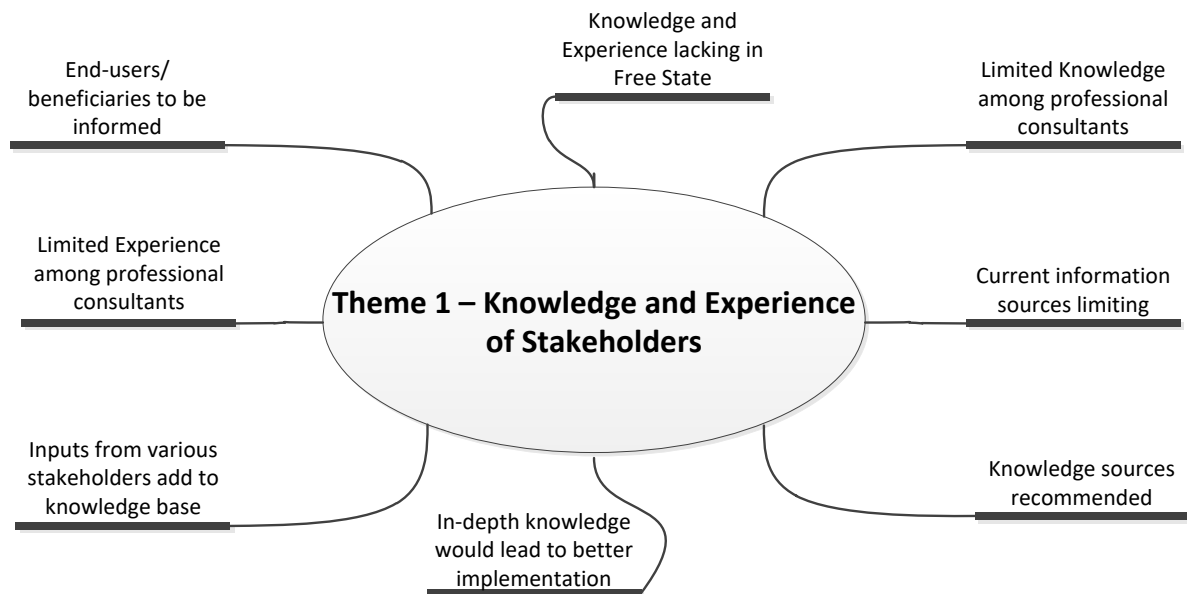 Knowledge and
Experience lacking in
Free State
End-users/
beneficiaries to be
informed
Limited Knowledge
among professional
consultants
Limited Experience
among professional
consultants
Theme 1 – Knowledge and Experience
of Stakeholders
Current information
sources limiting
Inputs from various
stakeholders add to
knowledge base
Knowledge sources
recommended
In-depth knowledge
would lead to better
implementation